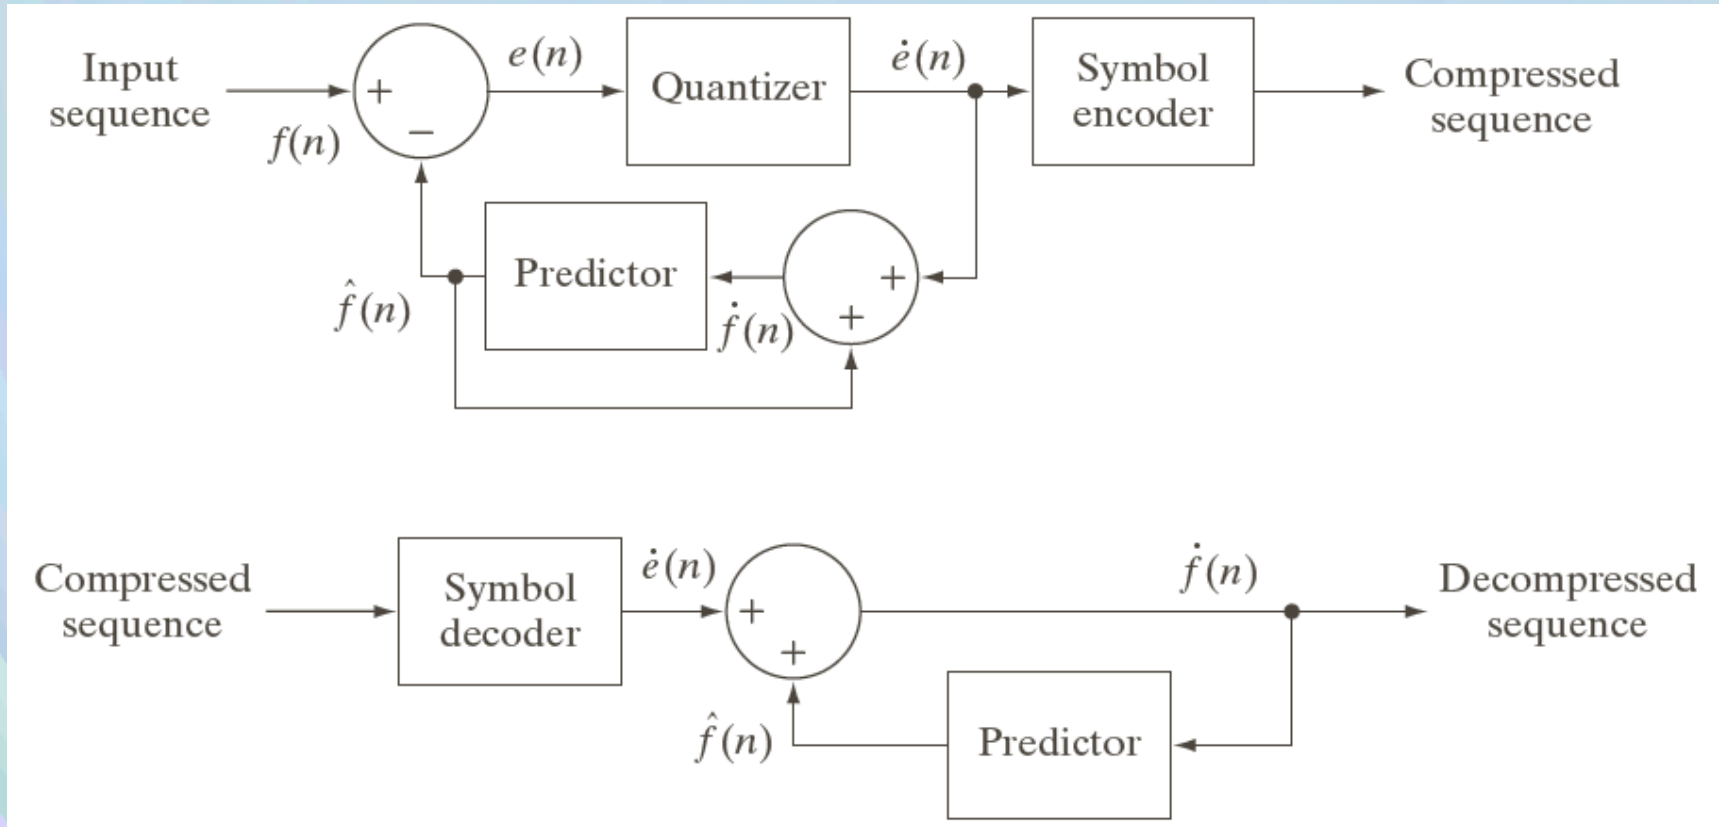 Input
sequence
f(n)
+
−
e(n)
Quantizer
ė(n)
Symbol
encoder
Compressed
sequence
f̂(n)
Predictor
ḟ(n)
+
+
Compressed
sequence
Symbol
decoder
ė(n)
+
+
ḟ(n)
Decompressed
sequence
f̂(n)
Predictor